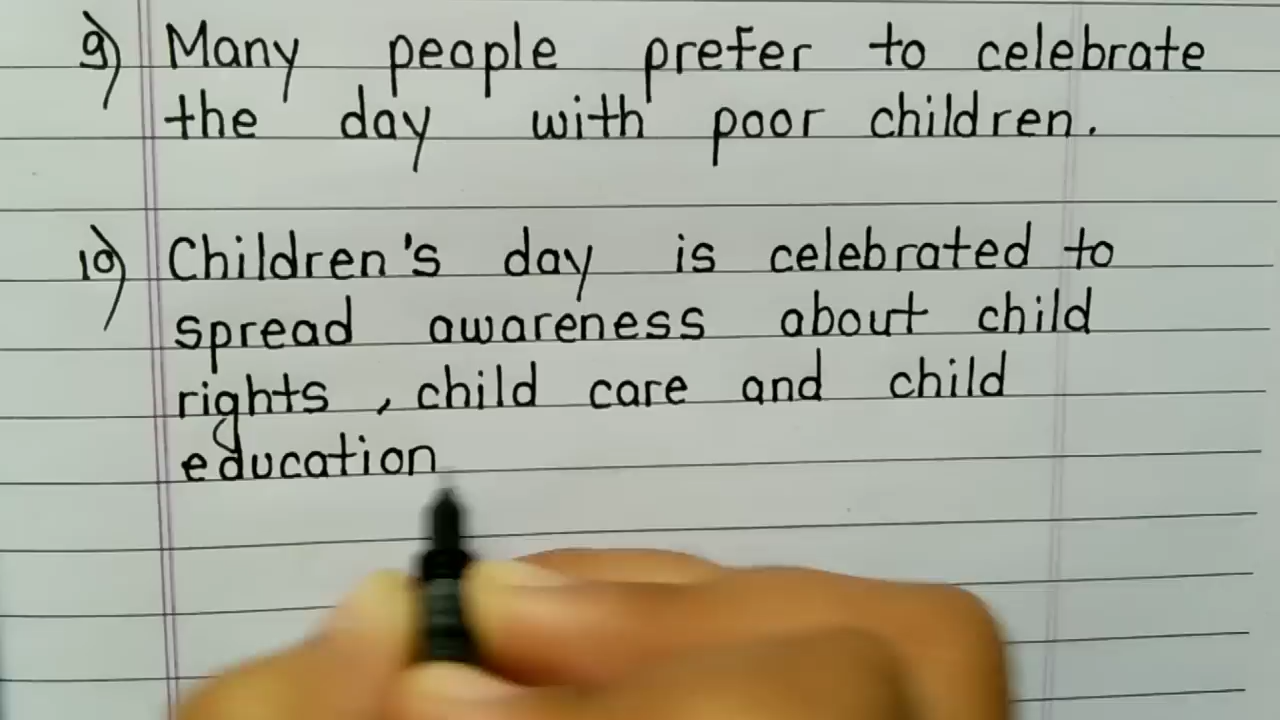 9) Many people prefer to celebrate
the day with poor children.
10) Children's day is celebrated to
spread awareness about child
rights , child care and child
education